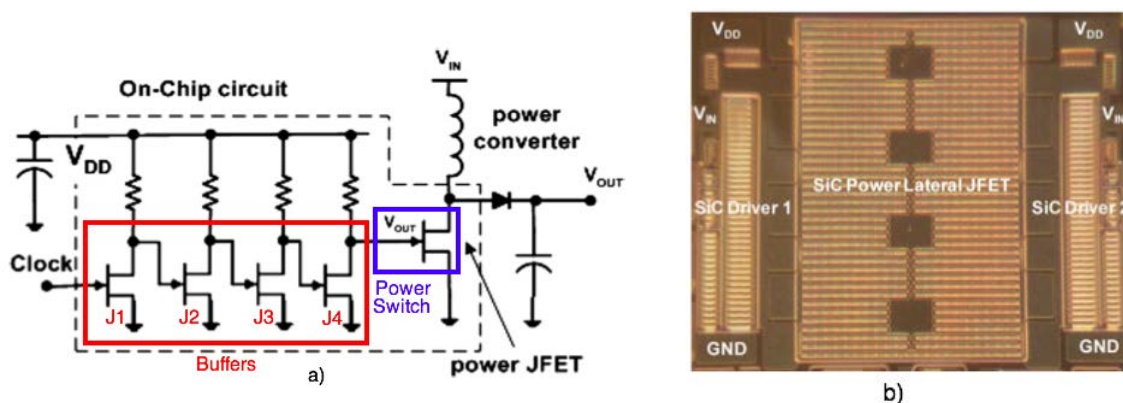 On-Chip circuit
V_IN
power
converter
V_DD
V_OUT
V_OUT
Clock
J1
J2
J3
J4
Power
Switch
Buffers
power JFET
a)
V_DD
V_DD
V_IN
V_IN
SiC Power Lateral JFET
SiC Driver 1
SiC Driver 2
GND
GND
b)